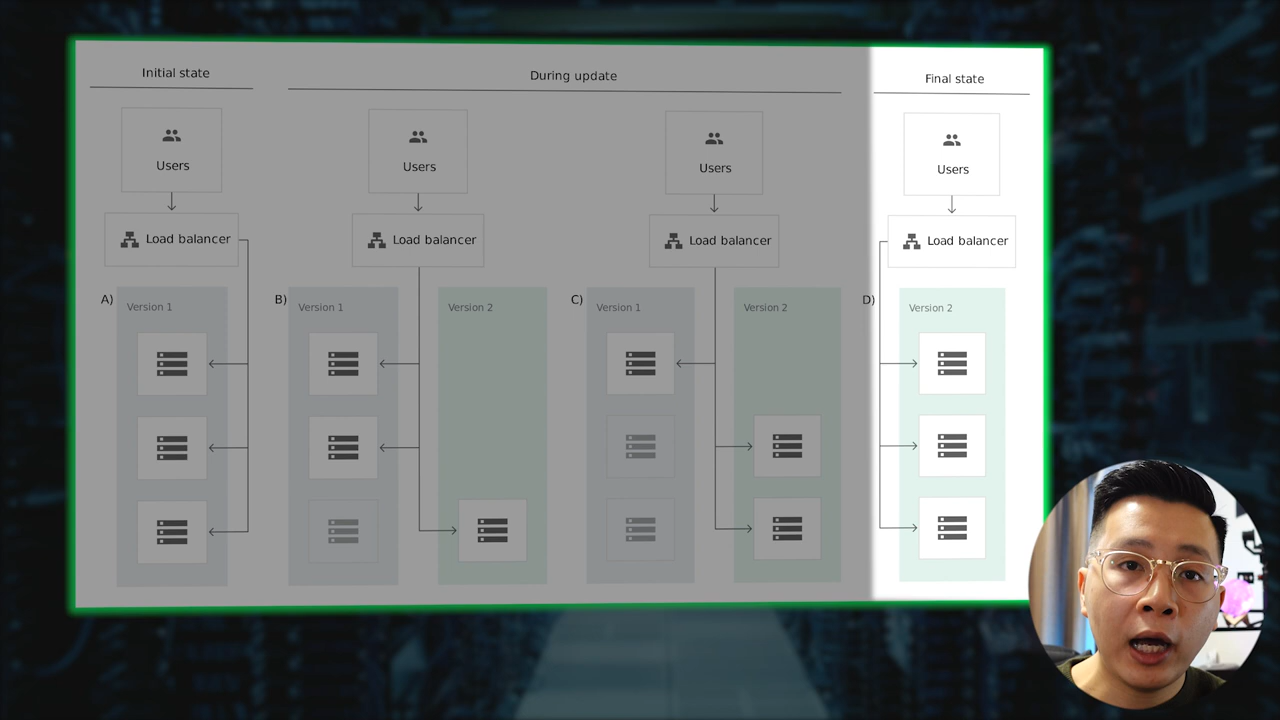 Initial state
During update
Final state
Users
Users
Users
Users
Load balancer
Load balancer
Load balancer
Load balancer
A)
Version 1
B)
Version 1
Version 2
C)
Version 1
Version 2
D)
Version 2